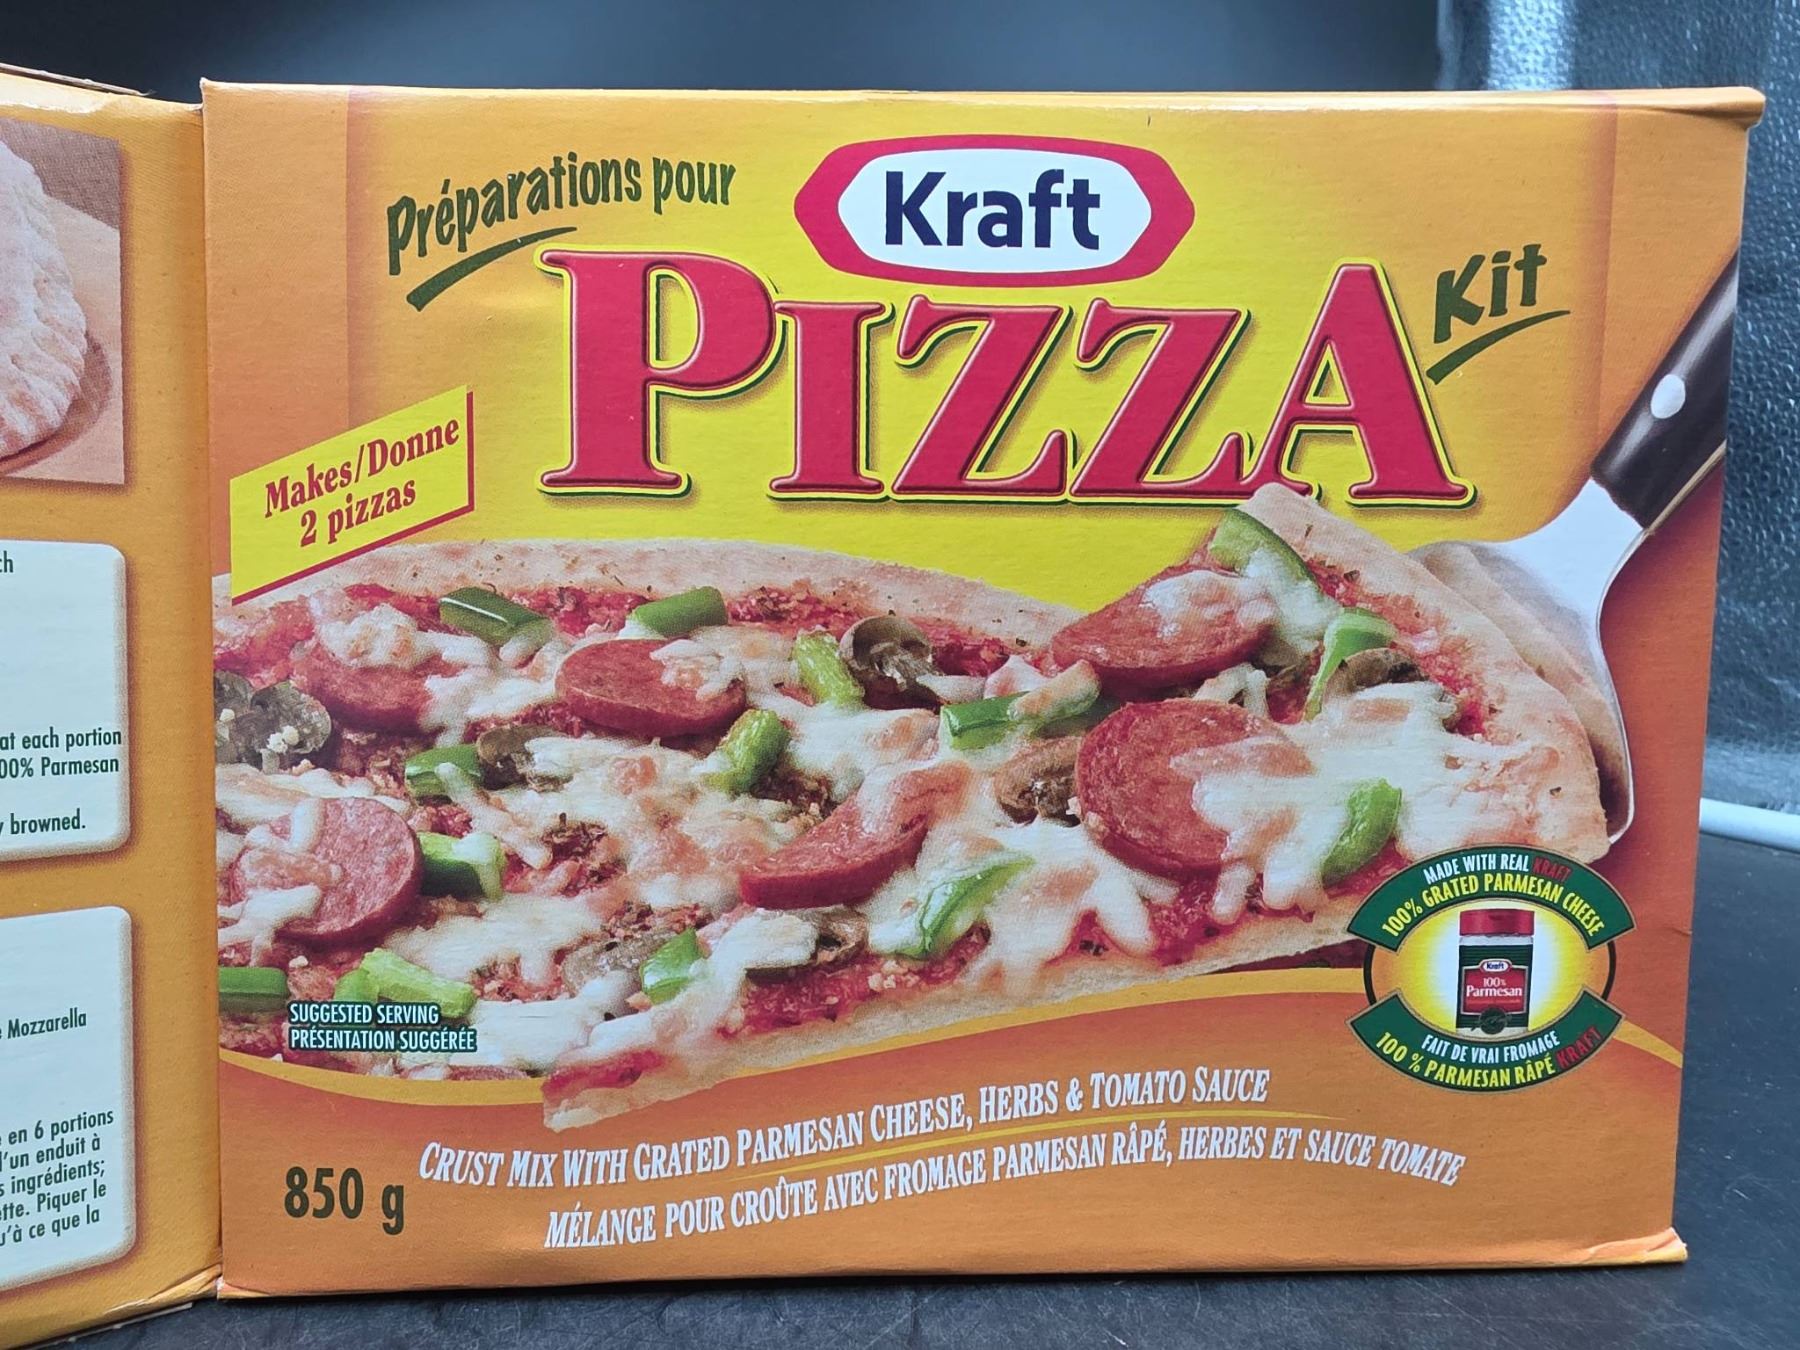 Préparations pour
Kraft
PIZZA
Kit
Makes/Donne
2 pizzas
SUGGESTED SERVING
PRÉSENTATION SUGGÉRÉE
MADE WITH REAL KRAFT
100% GRATED PARMESAN CHEESE
Kraft
100%
Parmesan
FAIT DE VRAI FROMAGE
100 % PARMESAN RÂPÉ KRAFT
850 g
CRUST MIX WITH GRATED PARMESAN CHEESE, HERBS & TOMATO SAUCE
MÉLANGE POUR CROÛTE AVEC FROMAGE PARMESAN RÂPÉ, HERBES ET SAUCE TOMATE
at each portion
00% Parmesan
browned.
Mozzarella
en 6 portions
l'un enduit à
ingrédients;
Piquer le
u'à ce que la